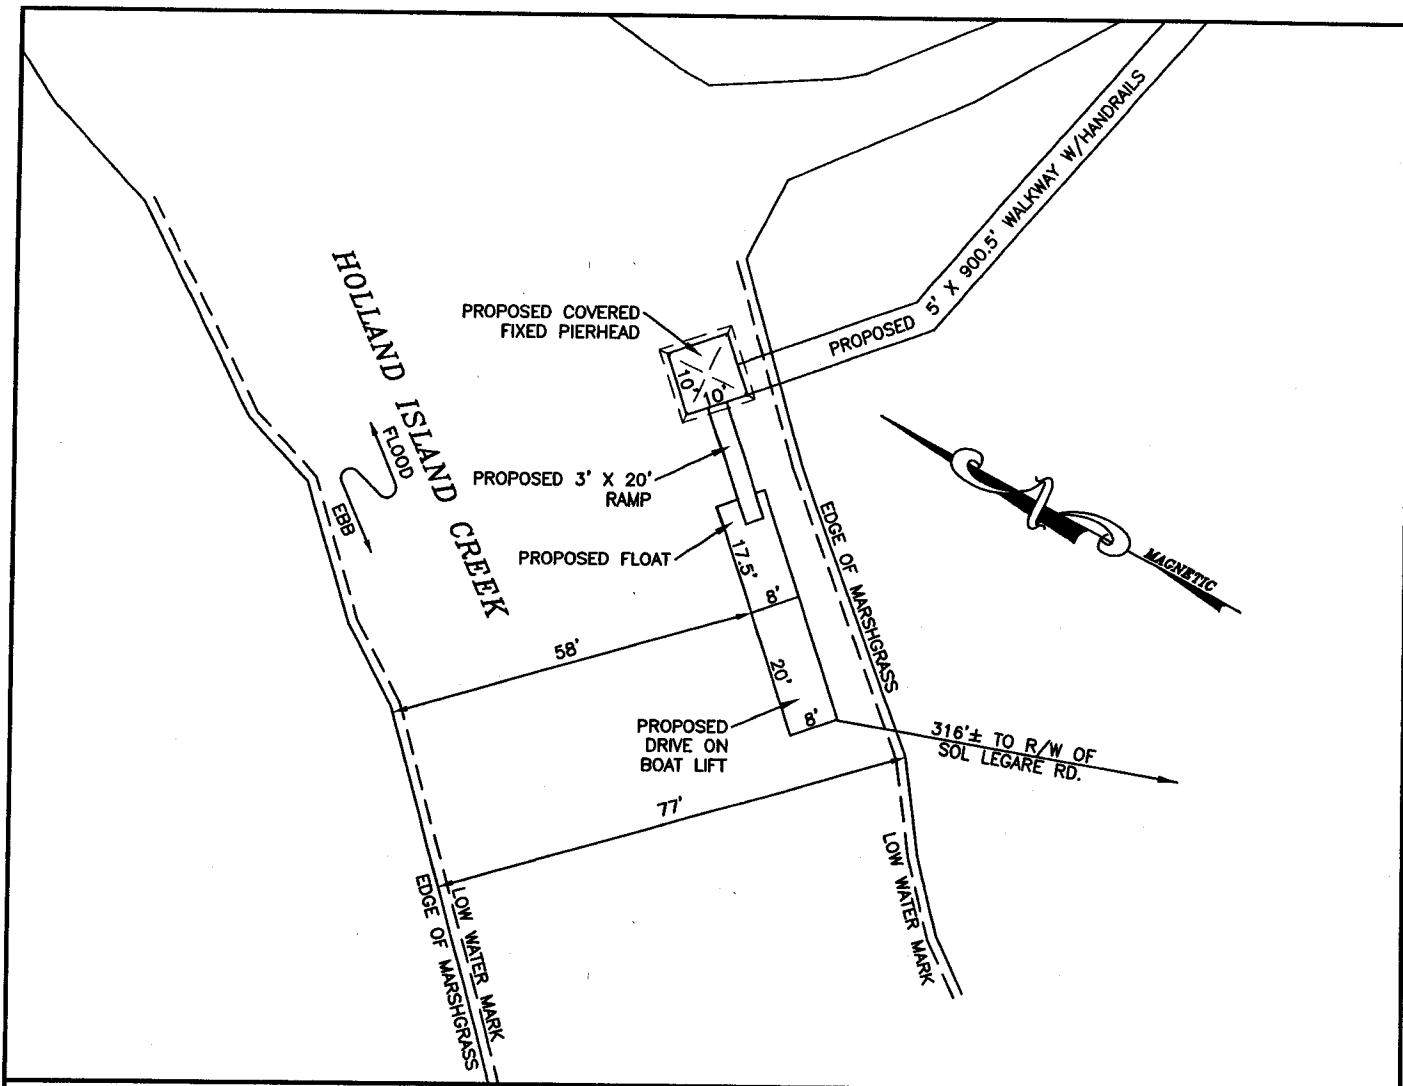 PROPOSED 5' X 900.5' WALKWAY W/HANDRAILS
HOLLAND ISLAND CREEK
PROPOSED COVERED
FIXED PIERHEAD
10'
10'
FLOOD
EBB
PROPOSED 3' X 20'
RAMP
PROPOSED FLOAT
17.5'
8'
EDGE OF MARSHGRASS
N
MAGNETIC
58'
20'
8'
PROPOSED
DRIVE ON
BOAT LIFT
316'± TO R/W OF
SOL LEGARE RD.
77'
LOW WATER MARK
EDGE OF MARSHGRASS
LOW WATER MARK